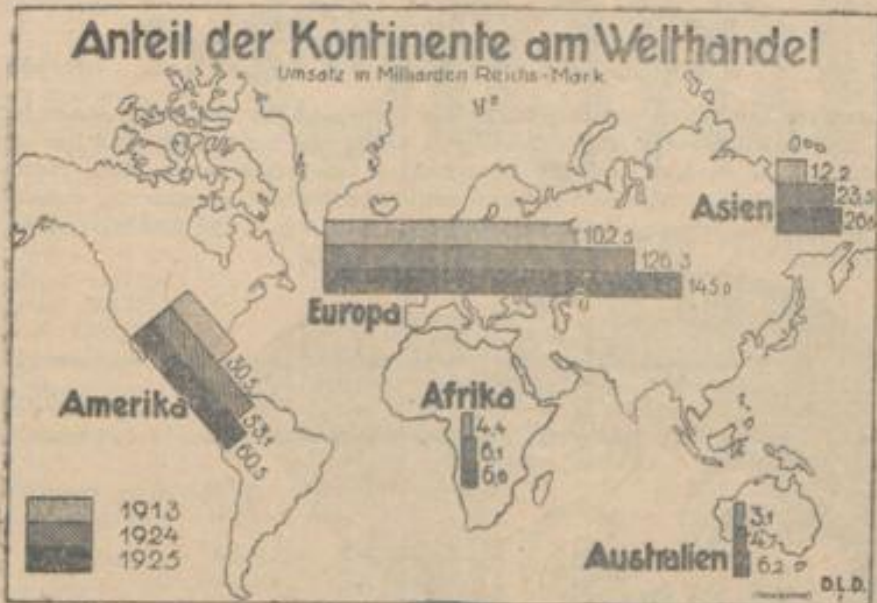 Anteil der Kontinente am Welthandel
Umsatz in Milliarden Reichs-Mark
12,2
23,5
Asien
102,5
126,3
145,0
Europa
30,5
53,1
60,5
Amerika
Afrika
4,4
6,1
Australien
3,1
4,7
6,2
1913
1924
1925
D.L.D.